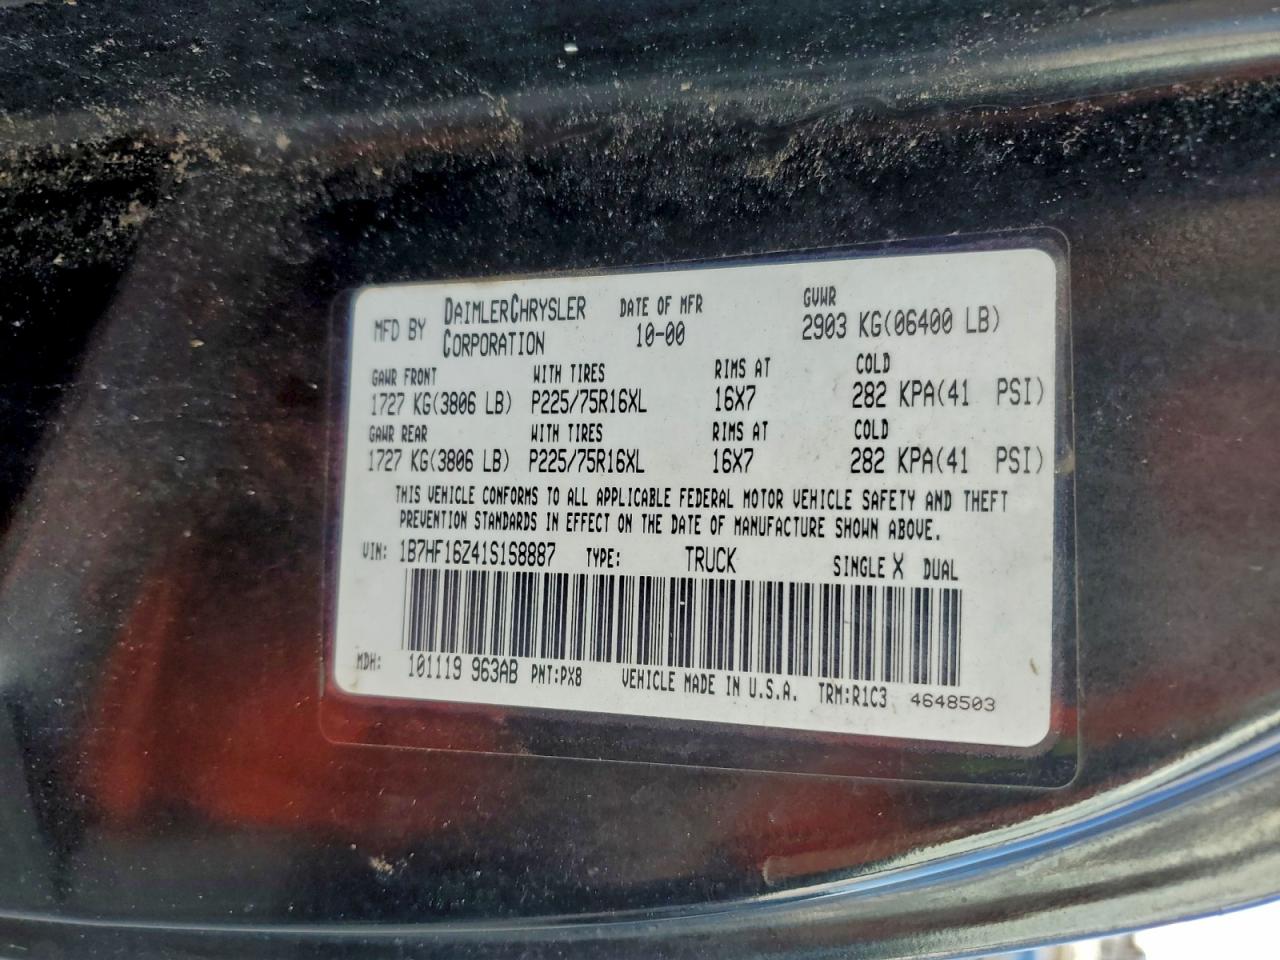 MFD BY DAIMLERCHRYSLER CORPORATION DATE OF MFR 10-00 GVWR 2903 KG(06400 LB)
GAWR FRONT WITH TIRES RIMS AT COLD
1727 KG(3806 LB) P225/75R16XL 16X7 282 KPA(41 PSI)
GAWR REAR WITH TIRES RIMS AT COLD
1727 KG(3806 LB) P225/75R16XL 16X7 282 KPA(41 PSI)
THIS VEHICLE CONFORMS TO ALL APPLICABLE FEDERAL MOTOR VEHICLE SAFETY AND THEFT
PREVENTION STANDARDS IN EFFECT ON THE DATE OF MANUFACTURE SHOWN ABOVE.
VIN: 1B7HF16Z41S158887 TYPE: TRUCK SINGLE X DUAL
MDH: 101119 963AB PNT:PX8 VEHICLE MADE IN U.S.A. TRM:R1C3 4648503